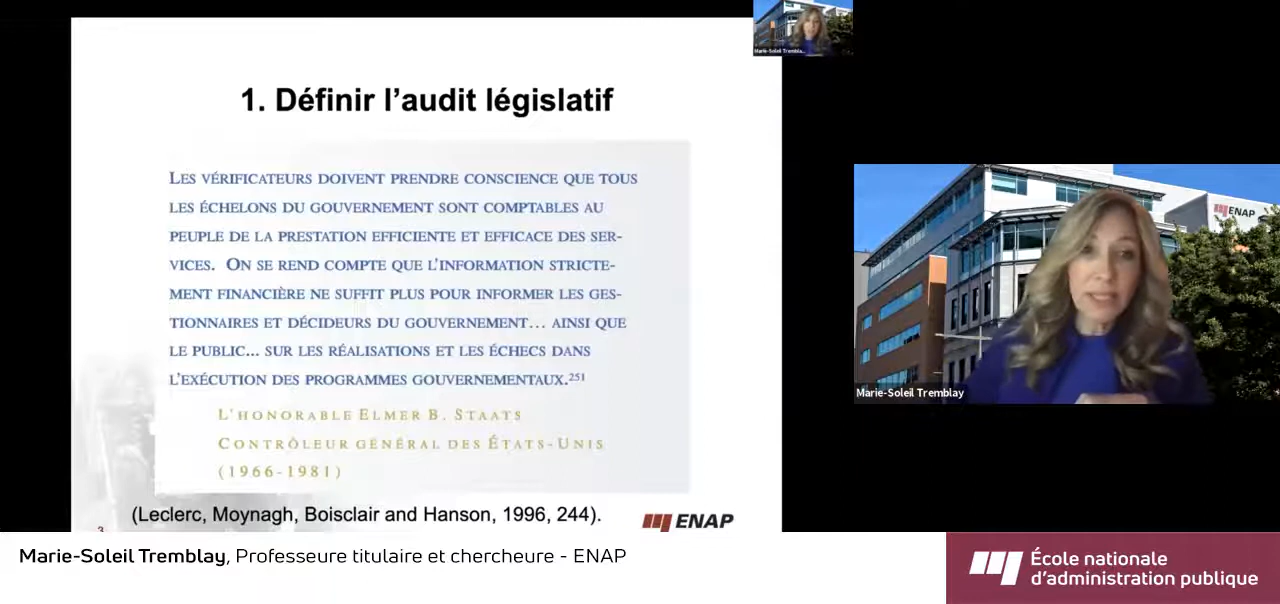 Marie-Soleil Trembla...
1. Définir l'audit législatif
LES VÉRIFICATEURS DOIVENT PRENDRE CONSCIENCE QUE TOUS
LES ÉCHELONS DU GOUVERNEMENT SONT COMPTABLES AU
PEUPLE DE LA PRESTATION EFFICIENTE ET EFFICACE DES SER-
VICES. ON SE REND COMPTE QUE L'INFORMATION STRICTE-
MENT FINANCIÈRE NE SUFFIT PLUS POUR INFORMER LES GES-
TIONNAIRES ET DÉCIDEURS DU GOUVERNEMENT... AINSI QUE
LE PUBLIC... SUR LES RÉALISATIONS ET LES ÉCHECS DANS
L'EXÉCUTION DES PROGRAMMES GOUVERNEMENTAUX.251
L'HONORABLE ELMER B. STAATS
CONTRÔLEUR GÉNÉRAL DES ÉTATS-UNIS
(1966-1981)
(Leclerc, Moynagh, Boisclair and Hanson, 1996, 244).
3
ENAP
ENAP
Marie-Soleil Tremblay
Marie-Soleil Tremblay, Professeure titulaire et chercheure - ENAP
École nationale
d'administration publique